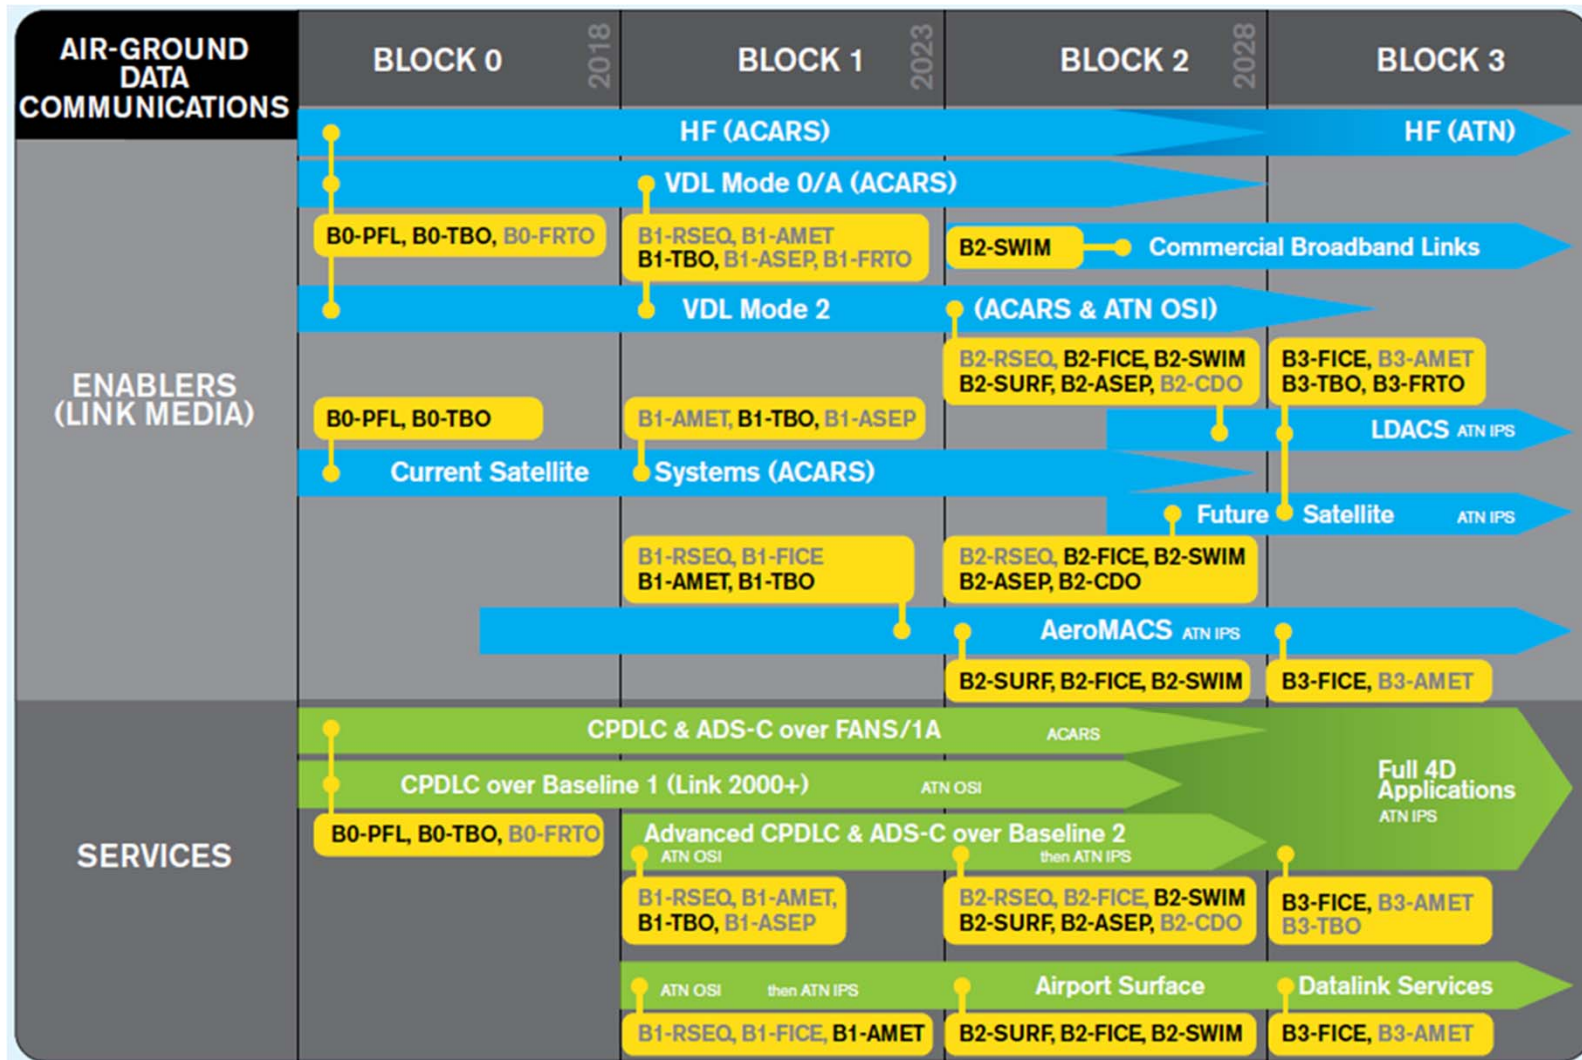 AIR-GROUND
DATA
COMMUNICATIONS
BLOCK 0
2018
BLOCK 1
2023
BLOCK 2
2028
BLOCK 3
HF (ACARS)
HF (ATN)
VDL Mode 0/A (ACARS)
B0-PFL, B0-TBO, B0-FRTO
B1-RSEQ, B1-AMET
B1-TBO, B1-ASEP, B1-FRTO
B2-SWIM
Commercial Broadband Links
VDL Mode 2
(ACARS & ATN OSI)
ENABLERS
(LINK MEDIA)
B2-RSEQ, B2-FICE, B2-SWIM
B2-SURF, B2-ASEP, B2-CDO
B3-FICE, B3-AMET
B3-TBO, B3-FRTO
B0-PFL, B0-TBO
B1-AMET, B1-TBO, B1-ASEP
LDACS ATN IPS
Current Satellite Systems (ACARS)
Future Satellite ATN IPS
B1-RSEQ, B1-FICE
B1-AMET, B1-TBO
B2-RSEQ, B2-FICE, B2-SWIM
B2-ASEP, B2-CDO
AeroMACS ATN IPS
B2-SURF, B2-FICE, B2-SWIM
B3-FICE, B3-AMET
SERVICES
CPDLC & ADS-C over FANS/1A ACARS
CPDLC over Baseline 1 (Link 2000+) ATN OSI
Full 4D
Applications
ATN IPS
B0-PFL, B0-TBO, B0-FRTO
Advanced CPDLC & ADS-C over Baseline 2
ATN OSI then ATN IPS
B1-RSEQ, B1-AMET,
B1-TBO, B1-ASEP
B2-RSEQ, B2-FICE, B2-SWIM
B2-SURF, B2-ASEP, B2-CDO
B3-FICE, B3-AMET
B3-TBO
ATN OSI then ATN IPS Airport Surface Datalink Services
B1-RSEQ, B1-FICE, B1-AMET
B2-SURF, B2-FICE, B2-SWIM
B3-FICE, B3-AMET